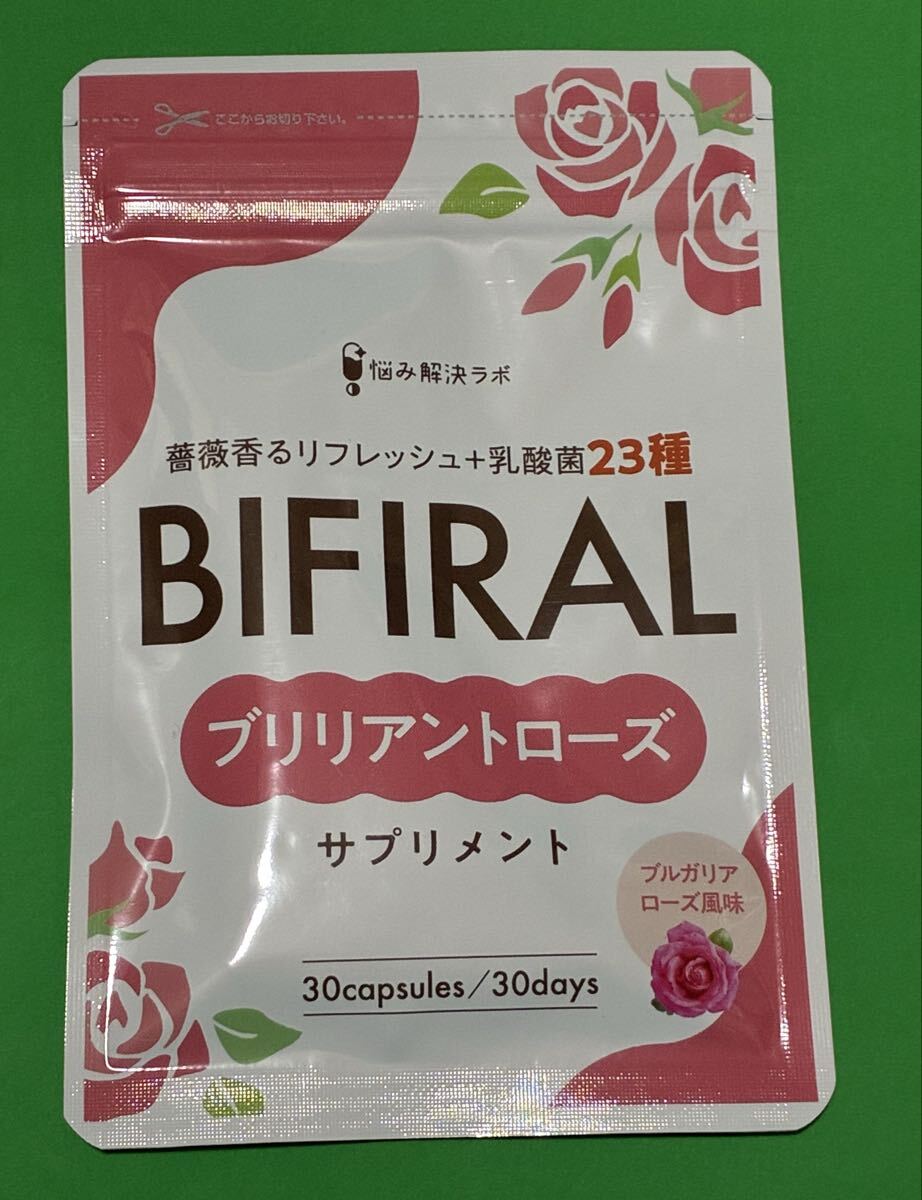 ここからお切り下さい。
悩み解決ラボ
薔薇香るリフレッシュ+乳酸菌23種
BIFIRAL
ブリリアントローズ
サプリメント
ブルガリア
ローズ風味
30capsules/30days